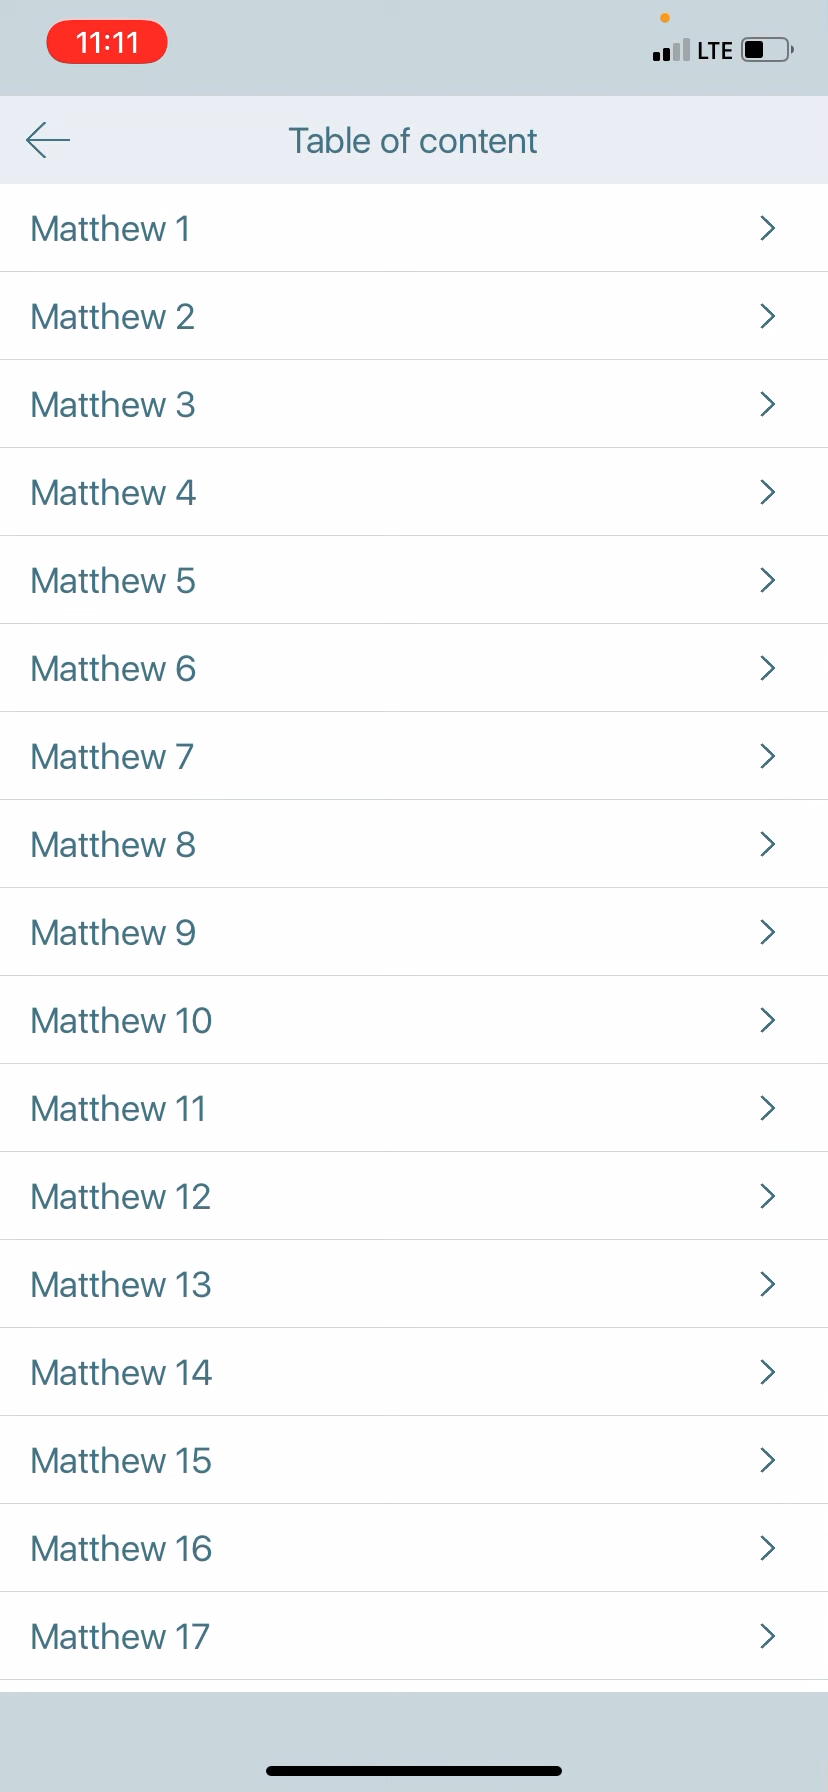 11:11
LTE
Table of content
Matthew 1
Matthew 2
Matthew 3
Matthew 4
Matthew 5
Matthew 6
Matthew 7
Matthew 8
Matthew 9
Matthew 10
Matthew 11
Matthew 12
Matthew 13
Matthew 14
Matthew 15
Matthew 16
Matthew 17